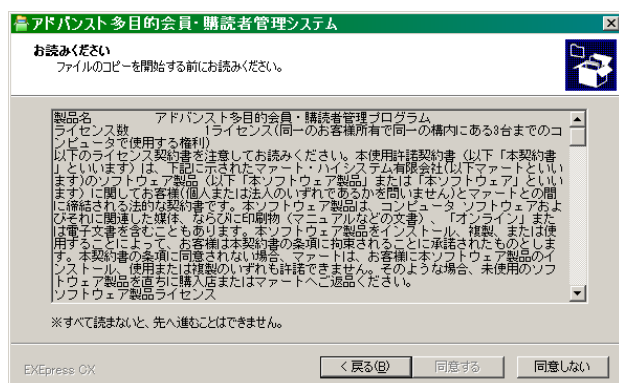 アドバンスト多目的会員・購読者管理システム
お読みください
ファイルのコピーを開始する前にお読みください。
製品名 アドバンスト多目的会員・購読者管理プログラム
ライセンス数 1ライセンス(同一のお客様所有で同一の構内にある3台までのコ
ンピュータで使用する権利)
以下のライセンス契約書を注意してお読みください。本使用許諾契約書(以下「本契約書
」といいます)は、下記に示されたマァート・ハイシステム有限会社(以下マァートといい
ます)のソフトウェア製品(以下「本ソフトウェア製品」または「本ソフトウェア」といい
ます)に関してお客様(個人または法人のいずれであるかを問いません)とマァートとの間
に締結される法的な契約書です。本ソフトウェア製品は、コンピュータ・ソフトウェアおよ
びそれに関連した媒体、ならびに印刷物(マニュアルなどの文書)、「オンライン」また
は電子文書を含むこともあります。本ソフトウェア製品をインストール、複製、または使
用することによって、お客様は本契約書の条項に拘束されることに承諾されたものとしま
す。本契約書の条項に同意されない場合、マァートは、お客様に本ソフトウェア製品のイ
ンストール、使用または複製のいずれも許諾できません。そのような場合、未使用のソフ
トウェア製品を直ちに購入店またはマァートへご返品ください。
ソフトウェア製品ライセンス
※すべて読まないと、先へ進むことはできません。
EXEpress CX
< 戻る(B)
同意する
同意しない